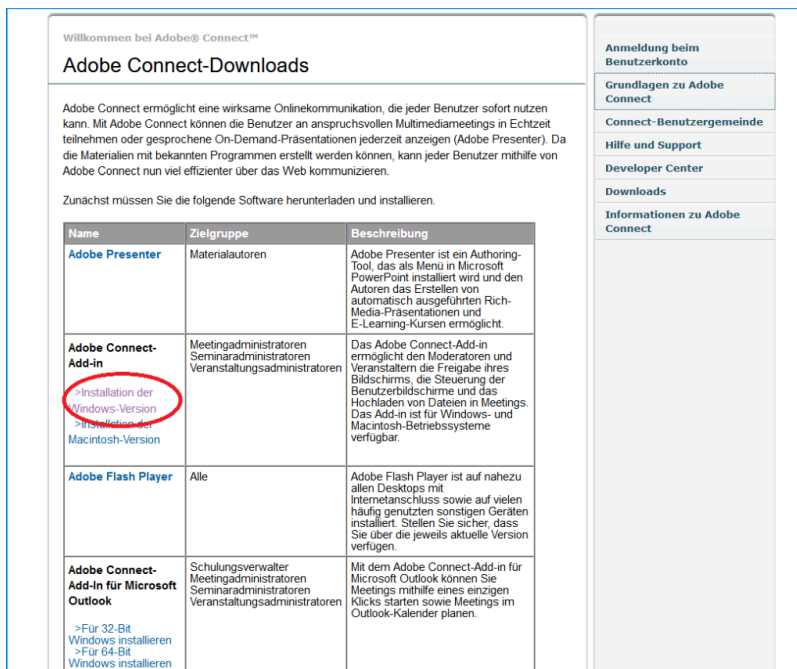 Willkommen bei Adobe® Connect™
Adobe Connect-Downloads
Adobe Connect ermöglicht eine wirksame Onlinekommunikation, die jeder Benutzer sofort nutzen
kann. Mit Adobe Connect können die Benutzer an anspruchsvollen Multimediameetings in Echtzeit
teilnehmen oder gesprochene On-Demand-Präsentationen jederzeit anzeigen (Adobe Presenter). Da
die Materialien mit bekannten Programmen erstellt werden können, kann jeder Benutzer mithilfe von
Adobe Connect nun viel effizienter über das Web kommunizieren.
Zunächst müssen Sie die folgende Software herunterladen und installieren.
Name Zielgruppe Beschreibung
Adobe Presenter
Materialautoren
Adobe Presenter ist ein Authoring-
Tool, das als Menü in Microsoft
PowerPoint installiert wird und den
Autoren das Erstellen von
automatisch ausgeführten Rich-
Media-Präsentationen und
E-Learning-Kursen ermöglicht.
Adobe Connect-
Add-in
>Installation der
Windows-Version
>Installation der
Macintosh-Version
Meetingadministratoren
Seminaradministratoren
Veranstaltungsadministratoren
Das Adobe Connect-Add-in
ermöglicht den Moderatoren und
Veranstaltern die Freigabe ihres
Bildschirms, die Steuerung der
Benutzerbildschirme und das
Hochladen von Dateien in Meetings.
Das Add-in ist für Windows- und
Macintosh-Betriebssysteme
verfügbar.
Adobe Flash Player
Alle
Adobe Flash Player ist auf nahezu
allen Desktops mit
Internetanschluss sowie auf vielen
häufig genutzten sonstigen Geräten
installiert. Stellen Sie sicher, dass
Sie über die jeweils aktuelle Version
verfügen.
Adobe Connect-
Add-In für Microsoft
Outlook
>Für 32-Bit
Windows installieren
>Für 64-Bit
Windows installieren
Schulungsverwalter
Meetingadministratoren
Seminaradministratoren
Veranstaltungsadministratoren
Mit dem Adobe Connect-Add-in für
Microsoft Outlook können Sie
Meetings mithilfe eines einzigen
Klicks starten sowie Meetings im
Outlook-Kalender planen.
Anmeldung beim
Benutzerkonto
Grundlagen zu Adobe
Connect
Connect-Benutzergemeinde
Hilfe und Support
Developer Center
Downloads
Informationen zu Adobe
Connect